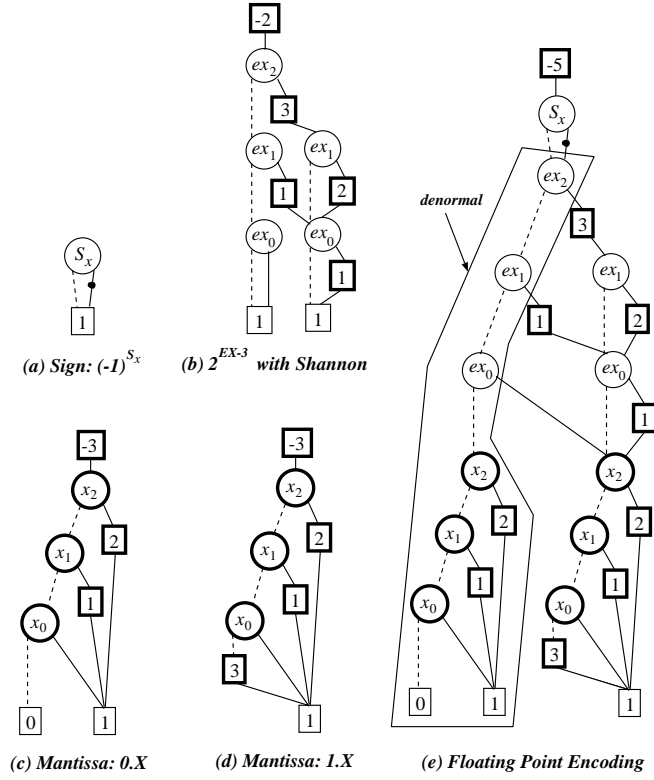 -2
ex2
3
ex1
ex1
1
2
ex0
ex0
1
1
1
(b) 2^EX-3 with Shannon
Sx
1
(a) Sign: (-1)^Sx
-3
x2
2
x1
1
x0
0
1
(c) Mantissa: 0.X
-3
x2
2
x1
1
x0
3
1
(d) Mantissa: 1.X
-5
Sx
ex2
denormal
3
ex1
ex1
1
2
ex0
ex0
1
x2
x2
2
2
x1
x1
1
1
x0
x0
3
0
1
1
(e) Floating Point Encoding